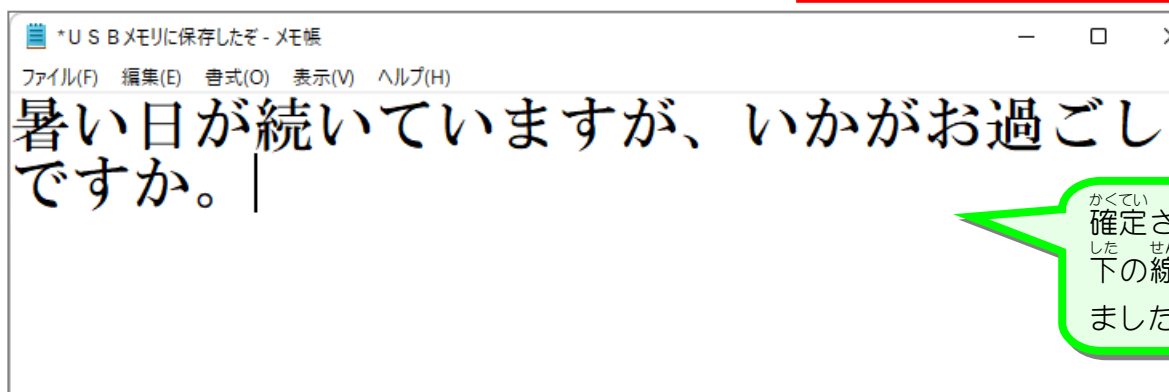 *ＵＳＢメモリに保存したぞ - メモ帳
ファイル(F) 編集(E) 書式(O) 表示(V) ヘルプ(H)
暑い日が続いていますが、いかがお過ごし
ですか。
かくてい
確定さ
した せん
下の線
ました